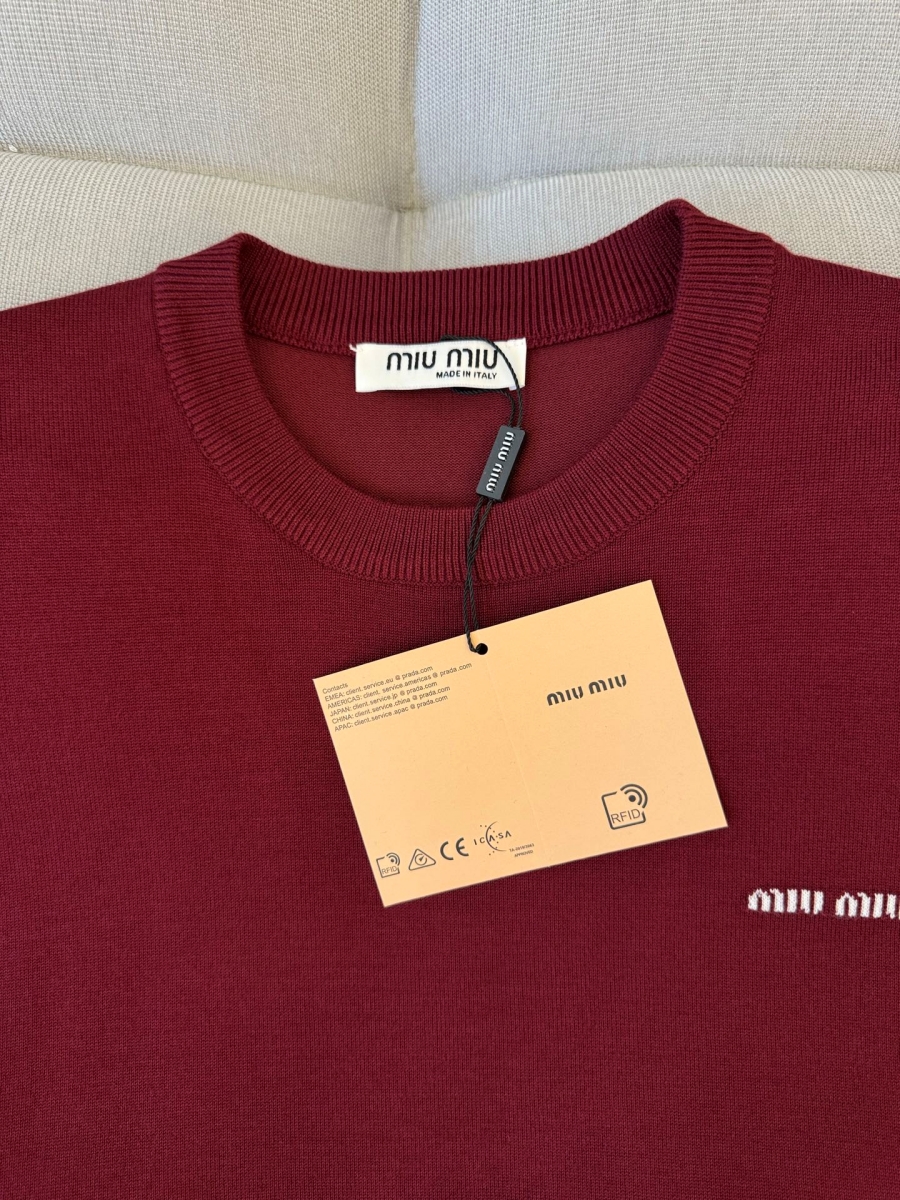 MIU MIU
MADE IN ITALY
MIU MIU
Contacts
EMEA: client.service.eu @ prada.com
AMERICAS: client.service.americas @ prada.com
JAPAN: client.service.jp @ prada.com
CHINA: client.service.china @ prada.com
APAC: client.service.apac @ prada.com
MIU MIU
RFID
RFID
CE
ICASA
APPROVED
MIU MIU